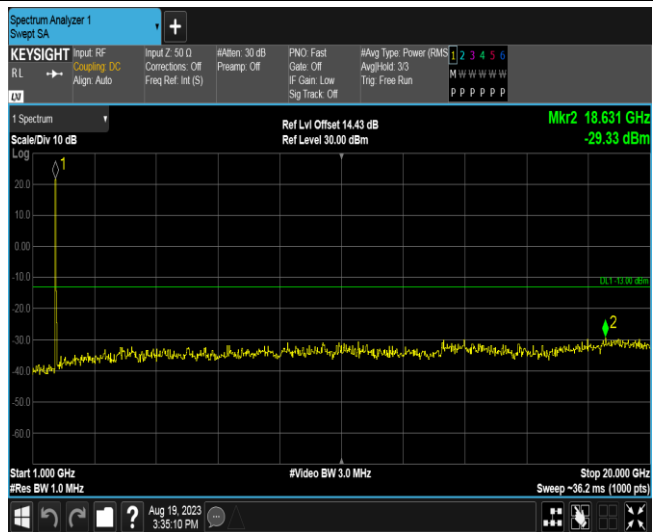 Spectrum Analyzer 1
Swept SA
+
KEYSIGHT
RL
LXI
Input: RF
Coupling: DC
Align: Auto
Input Z: 50 Ω
Corrections: Off
Freq Ref: Int (S)
#Atten: 30 dB
Preamp: Off
PNO: Fast
Gate: Off
IF Gain: Low
Sig Track: Off
#Avg Type: Power (RMS
Avg|Hold: 3/3
Trig: Free Run
1 2 3 4 5 6
M W W W W W
P P P P P P
1 Spectrum
Scale/Div 10 dB
Log
Ref Lvl Offset 14.43 dB
Ref Level 30.00 dBm
Mkr2 18.631 GHz
-29.33 dBm
1
20.0
10.0
0.00
-10.0
DL1 -13.00 dBm
-20.0
2
-30.0
-40.0
-50.0
-60.0
Start 1.000 GHz
#Video BW 3.0 MHz
Stop 20.000 GHz
#Res BW 1.0 MHz
Sweep ~36.2 ms (1000 pts)
?
Aug 19, 2023
3:35:10 PM